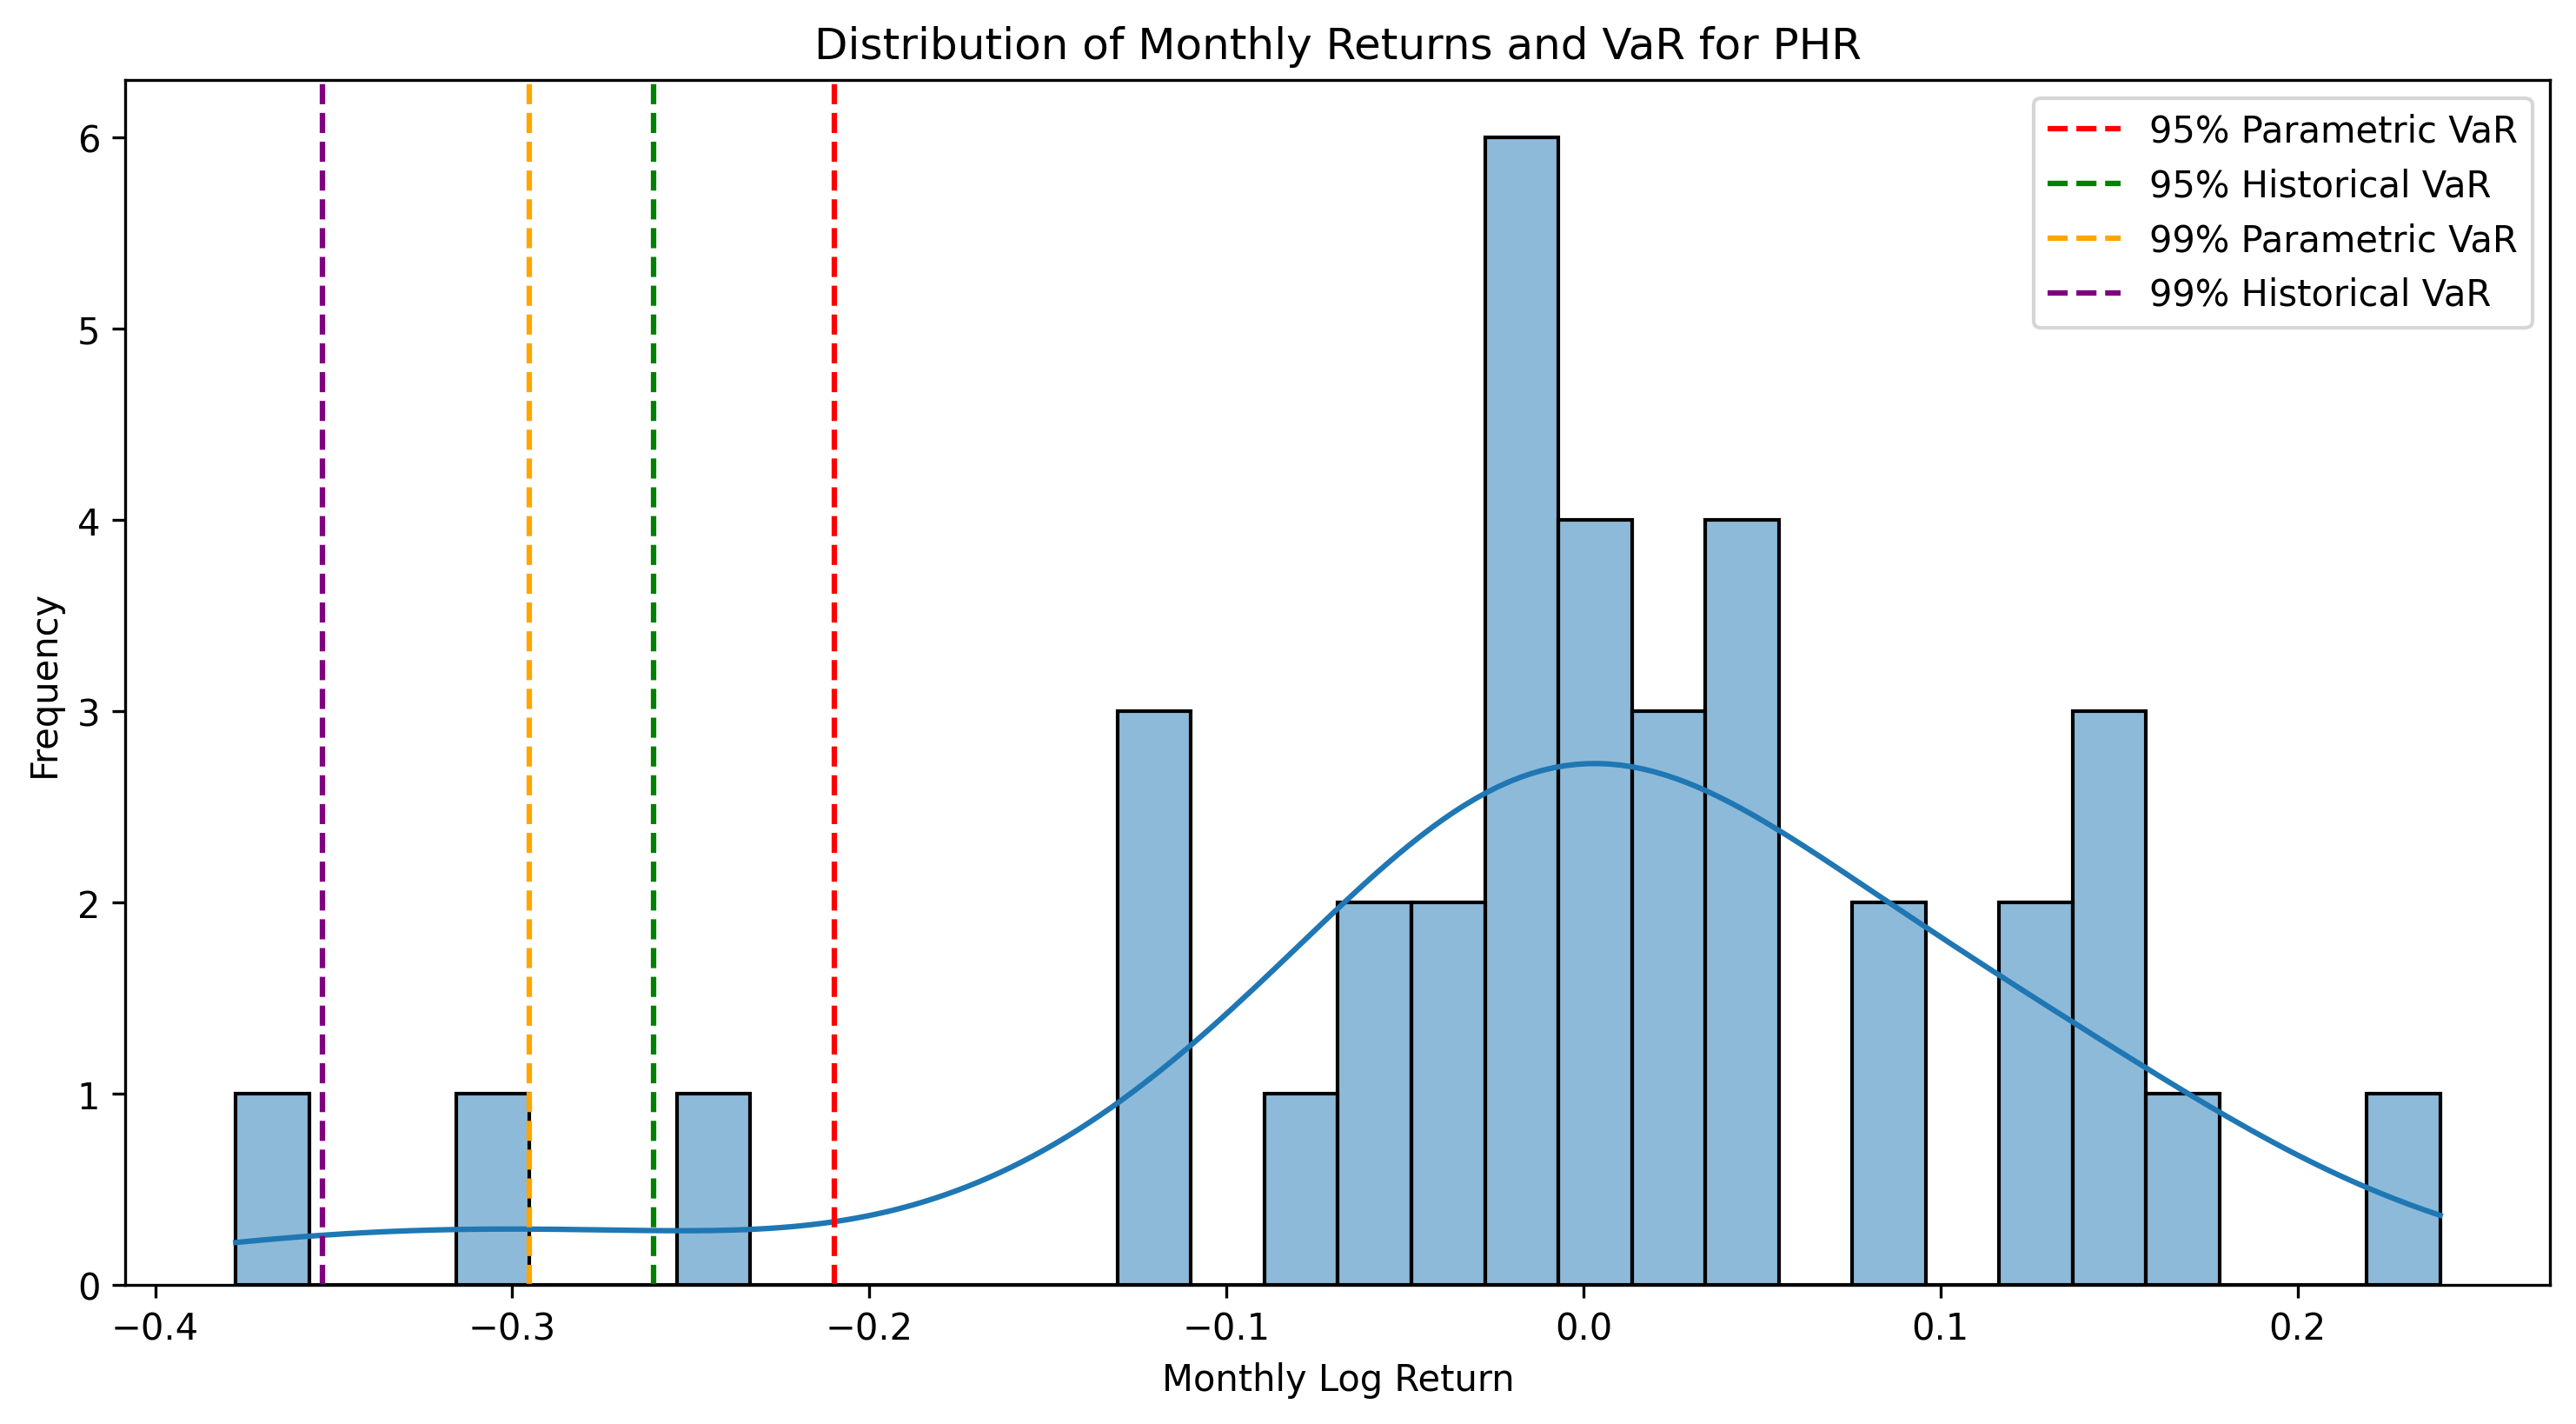 Distribution of Monthly Returns and VaR for PHR
95% Parametric VaR
95% Historical VaR
99% Parametric VaR
99% Historical VaR
6
5
4
3
2
1
0
Frequency
−0.4 −0.3 −0.2 −0.1 0.0 0.1 0.2
Monthly Log Return